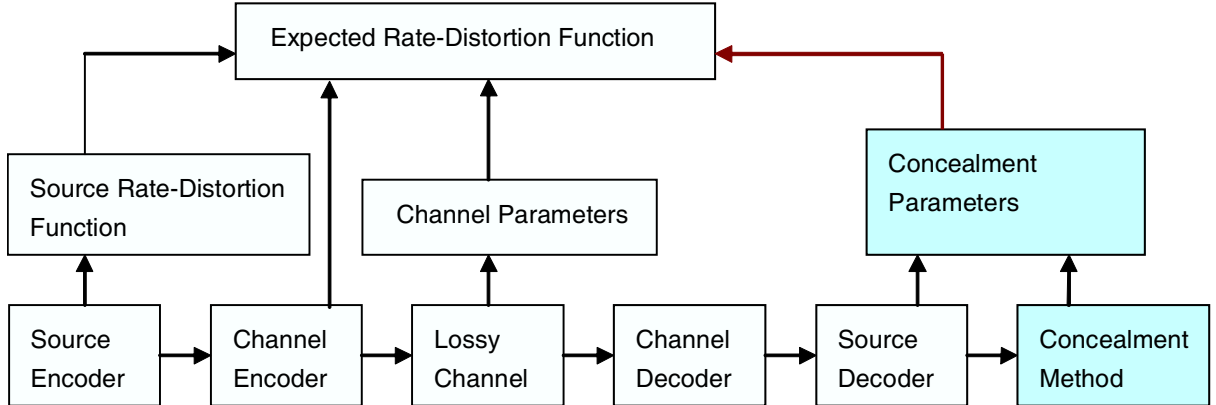 Expected Rate-Distortion Function
Source Rate-Distortion
Function
Channel Parameters
Concealment
Parameters
Source
Encoder
Channel
Encoder
Lossy
Channel
Channel
Decoder
Source
Decoder
Concealment
Method